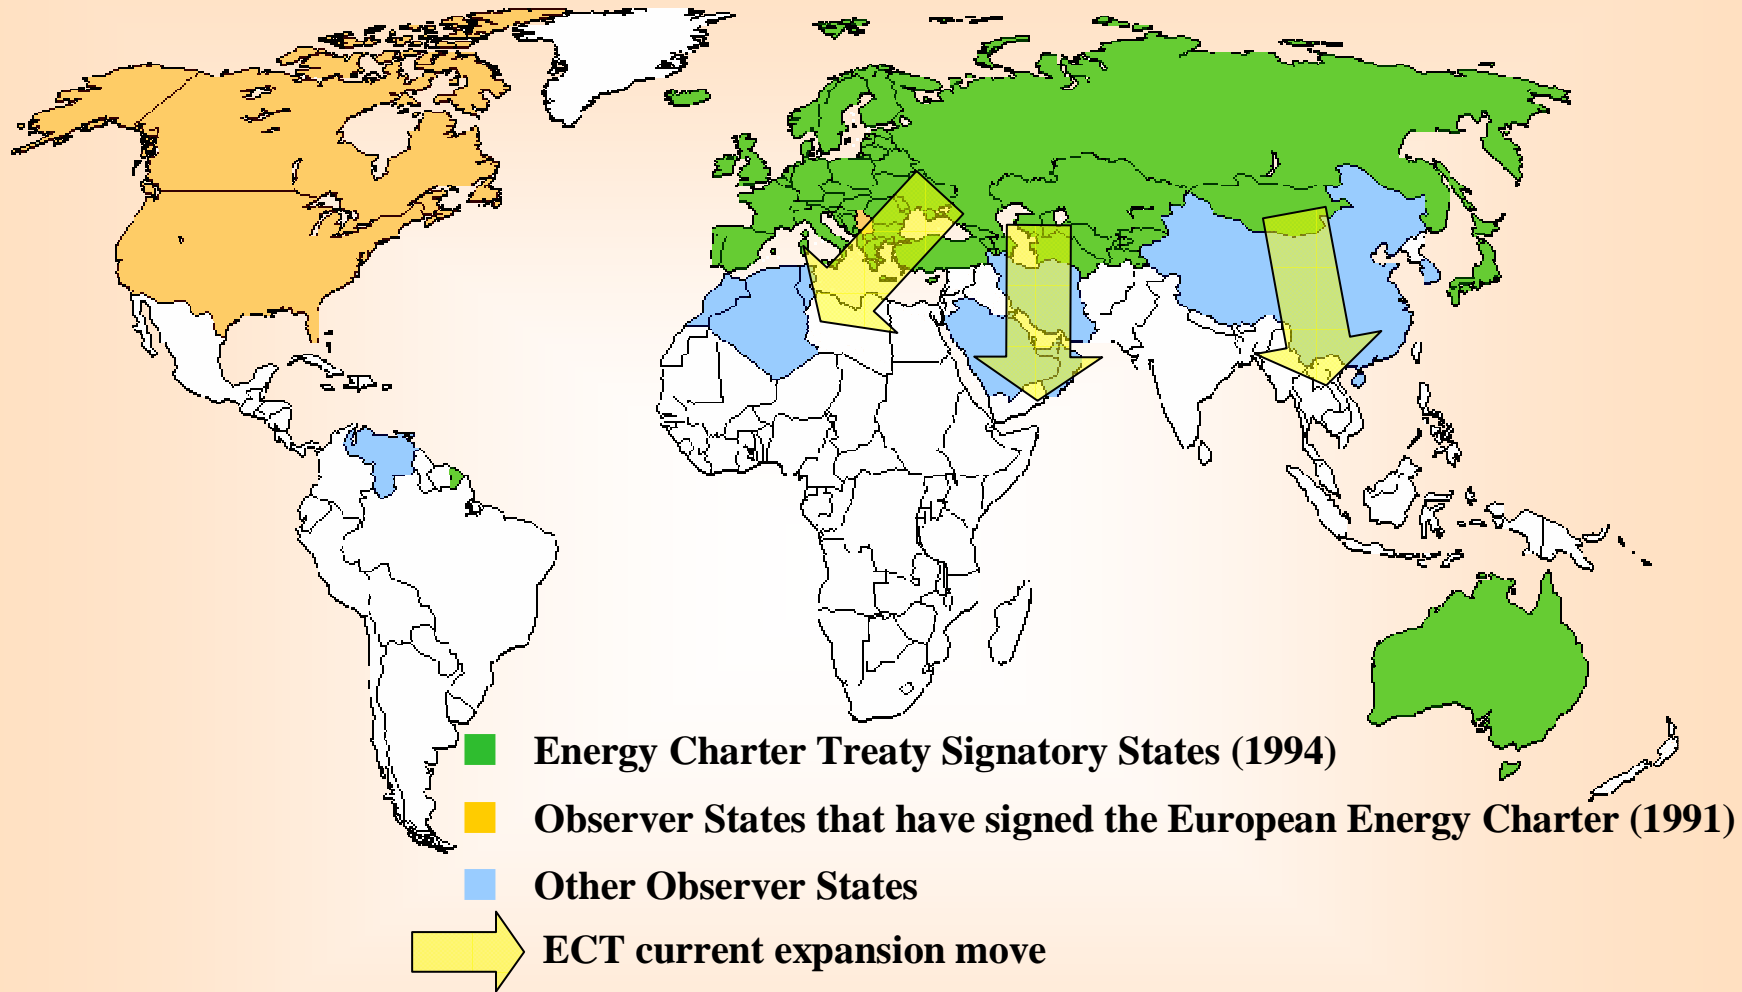 Energy Charter Treaty Signatory States (1994)
Observer States that have signed the European Energy Charter (1991)
Other Observer States
ECT current expansion move